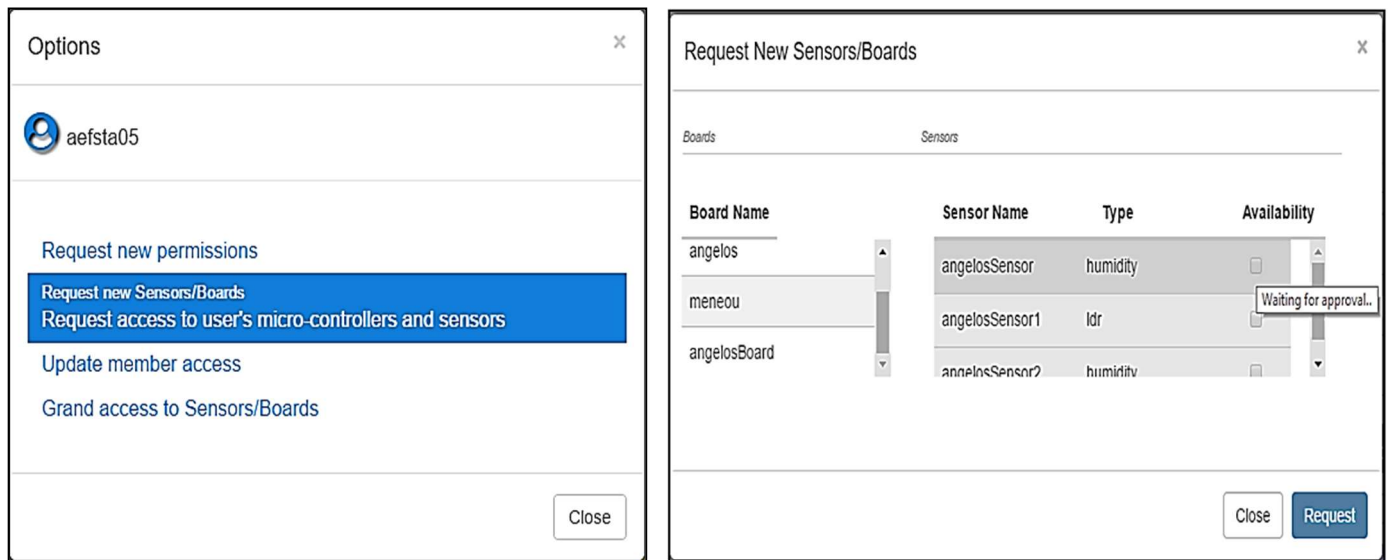 Options
×
aefsta05
Request new permissions
Request new Sensors/Boards
Request access to user's micro-controllers and sensors
Update member access
Grand access to Sensors/Boards
Close
Request New Sensors/Boards
×
Boards Sensors
Board Name Sensor Name Type Availability
angelos
angelosSensor humidity
meneou
Waiting for approval..
angelosSensor1 ldr
angelosBoard
angelosSensor2 humidity
Close Request